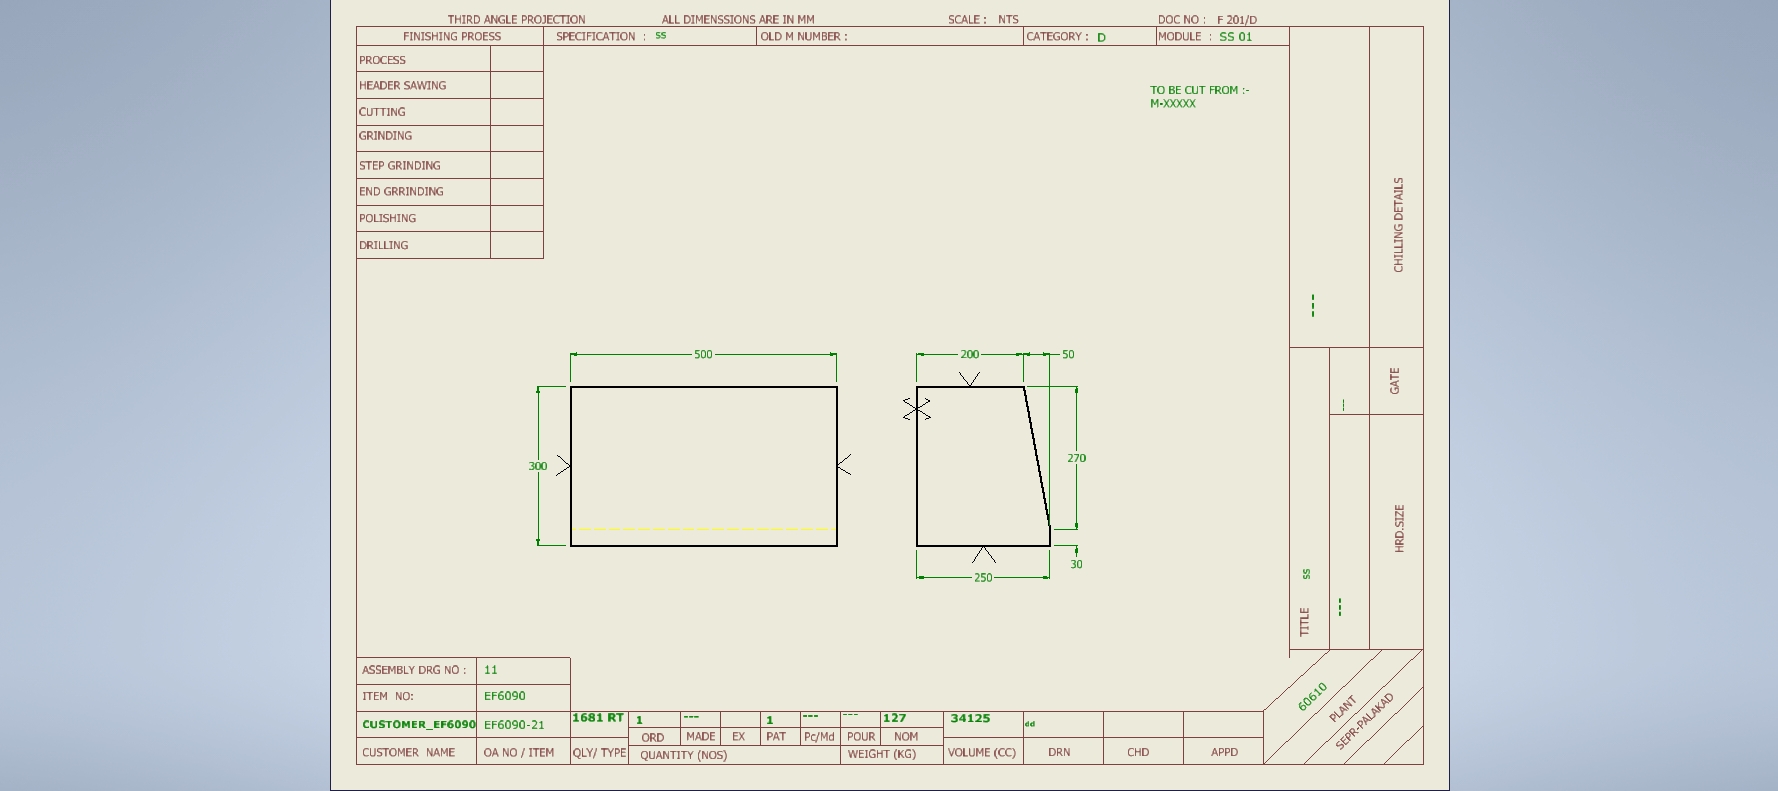 THIRD ANGLE PROJECTION ALL DIMENSSIONS ARE IN MM SCALE : NTS DOC NO : F 201/D
FINISHING PROESS SPECIFICATION : SS OLD M NUMBER : CATEGORY : D MODULE : SS 01
PROCESS
HEADER SAWING
CUTTING
GRINDING
STEP GRINDING
END GRRINDING
POLISHING
DRILLING
TO BE CUT FROM :-
M-XXXXX
CHILLING DETAILS
---
GATE
---
HRD.SIZE
---
TITLE SS
500
300
200
50
270
30
250
ASSEMBLY DRG NO : 11
ITEM NO: EF6090
CUSTOMER_EF6090 EF6090-21 1681 RT 1 --- 1 --- --- 127 34125 dd
ORD MADE EX PAT Pc/Md POUR NOM
CUSTOMER NAME OA NO / ITEM QLY/ TYPE QUANTITY (NOS) WEIGHT (KG) VOLUME (CC) DRN CHD APPD
60610
PLANT
SEPR-PALAKAD